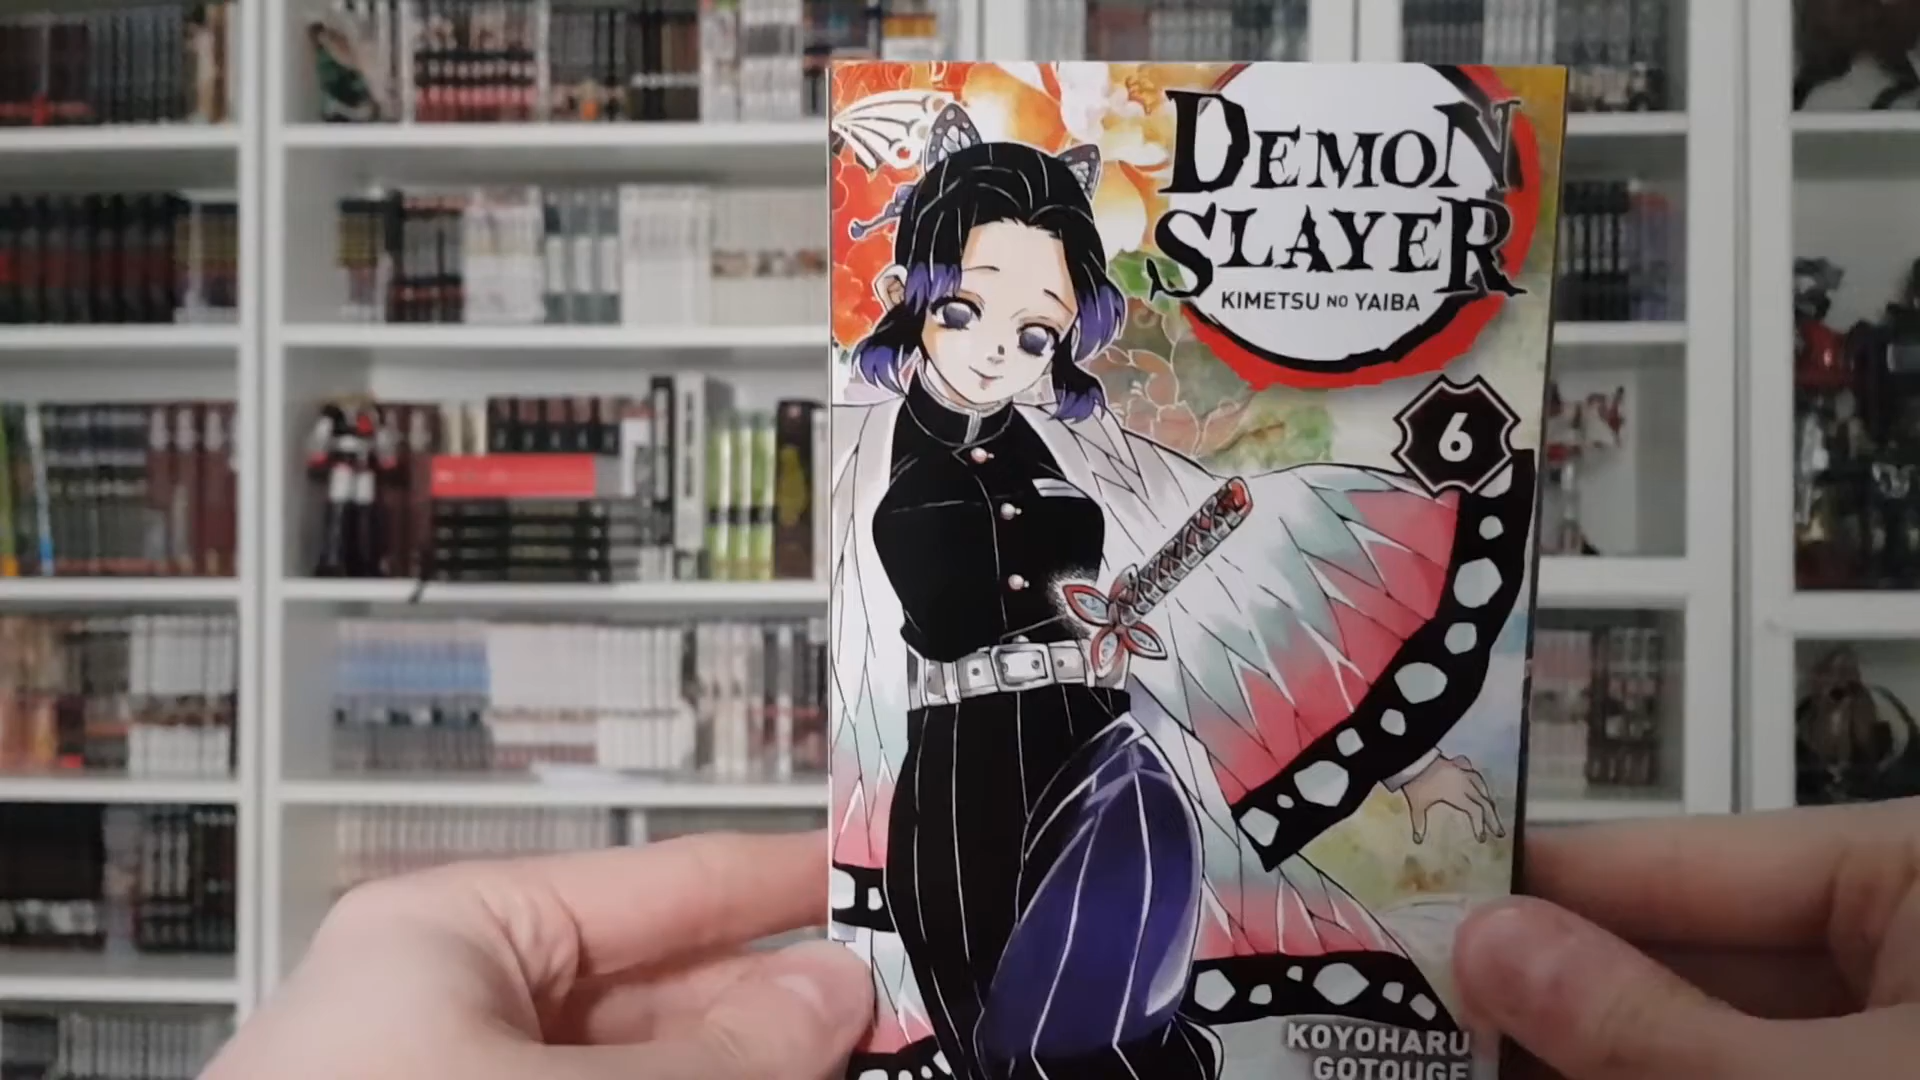 DEMON
SLAYER
KIMETSU NO YAIBA
6
KOYOHARU
GOTOUGE